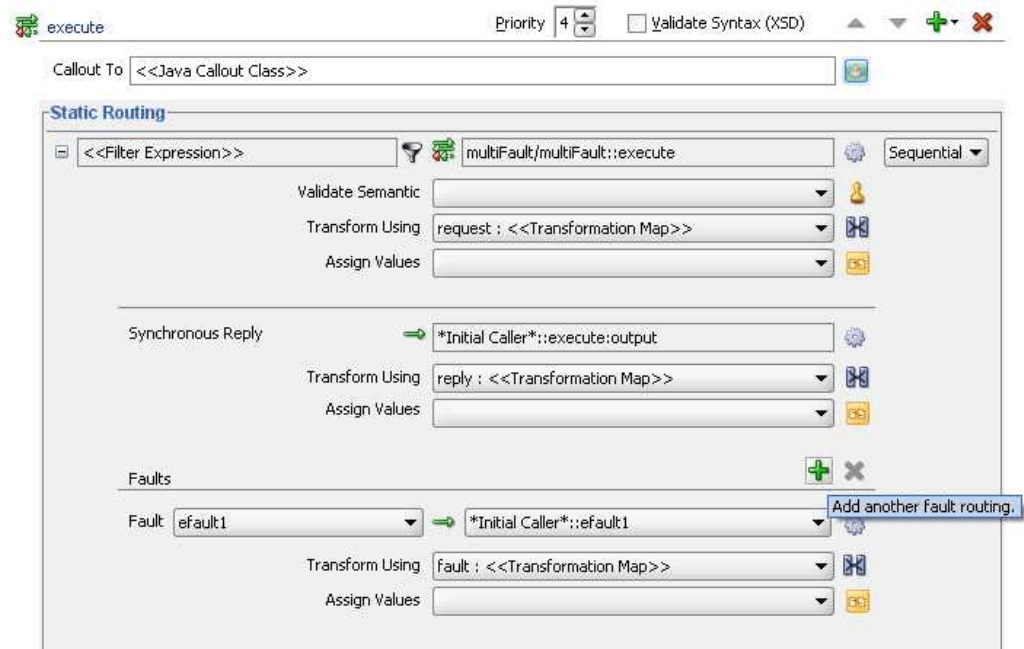 execute Priority 4 Validate Syntax (XSD)
Callout To <<Java Callout Class>>
Static Routing
<<Filter Expression>> multiFault/multiFault::execute Sequential
Validate Semantic
Transform Using request : <<Transformation Map>>
Assign Values
Synchronous Reply *Initial Caller*::execute:output
Transform Using reply : <<Transformation Map>>
Assign Values
Faults
Add another fault routing.
Fault efault1 *Initial Caller*::efault1
Transform Using fault : <<Transformation Map>>
Assign Values